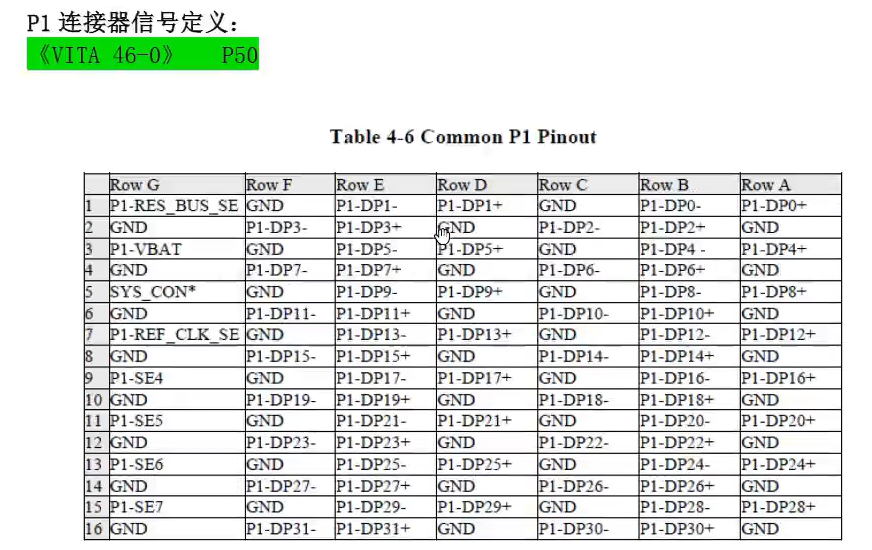 P1 连接器信号定义：
《VITA 46-0》 P50
Table 4-6 Common P1 Pinout
Row G Row F Row E Row D Row C Row B Row A
1 P1-RES_BUS_SE GND P1-DP1- P1-DP1+ GND P1-DP0- P1-DP0+
2 GND P1-DP3- P1-DP3+ GND P1-DP2- P1-DP2+ GND
3 P1-VBAT GND P1-DP5- P1-DP5+ GND P1-DP4 - P1-DP4+
4 GND P1-DP7- P1-DP7+ GND P1-DP6- P1-DP6+ GND
5 SYS_CON* GND P1-DP9- P1-DP9+ GND P1-DP8- P1-DP8+
6 GND P1-DP11- P1-DP11+ GND P1-DP10- P1-DP10+ GND
7 P1-REF_CLK_SE GND P1-DP13- P1-DP13+ GND P1-DP12- P1-DP12+
8 GND P1-DP15- P1-DP15+ GND P1-DP14- P1-DP14+ GND
9 P1-SE4 GND P1-DP17- P1-DP17+ GND P1-DP16- P1-DP16+
10 GND P1-DP19- P1-DP19+ GND P1-DP18- P1-DP18+ GND
11 P1-SE5 GND P1-DP21- P1-DP21+ GND P1-DP20- P1-DP20+
12 GND P1-DP23- P1-DP23+ GND P1-DP22- P1-DP22+ GND
13 P1-SE6 GND P1-DP25- P1-DP25+ GND P1-DP24- P1-DP24+
14 GND P1-DP27- P1-DP27+ GND P1-DP26- P1-DP26+ GND
15 P1-SE7 GND P1-DP29- P1-DP29+ GND P1-DP28- P1-DP28+
16 GND P1-DP31- P1-DP31+ GND P1-DP30- P1-DP30+ GND